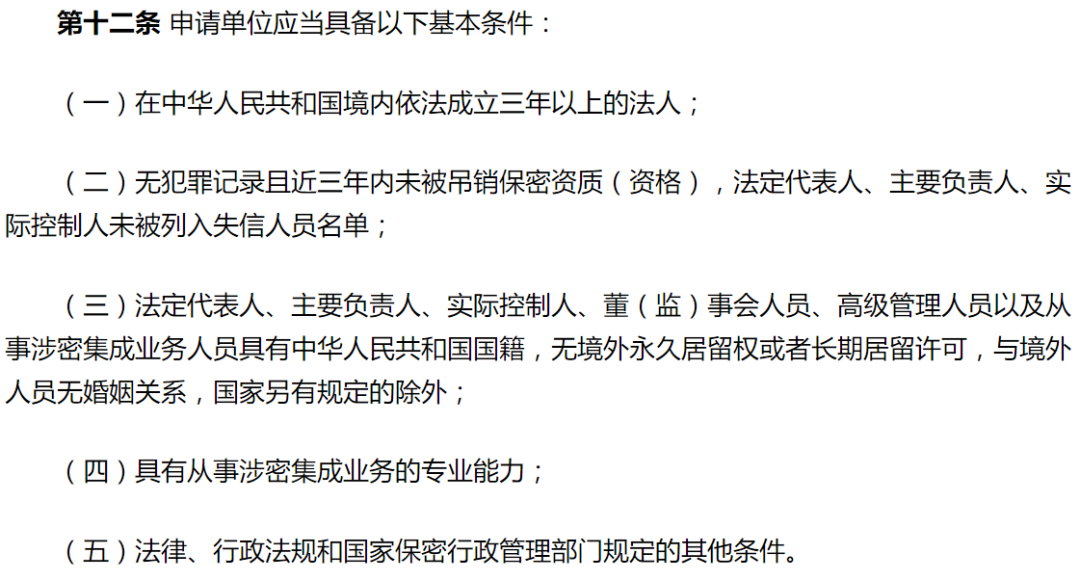 第十二条 申请单位应当具备以下基本条件：
（一）在中华人民共和国境内依法成立三年以上的法人；
（二）无犯罪记录且近三年内未被吊销保密资质（资格），法定代表人、主要负责人、实
际控制人未被列入失信人员名单；
（三）法定代表人、主要负责人、实际控制人、董（监）事会人员、高级管理人员以及从
事涉密集成业务人员具有中华人民共和国国籍，无境外永久居留权或者长期居留许可，与境外
人员无婚姻关系，国家另有规定的除外；
（四）具有从事涉密集成业务的专业能力；
（五）法律、行政法规和国家保密行政管理部门规定的其他条件。